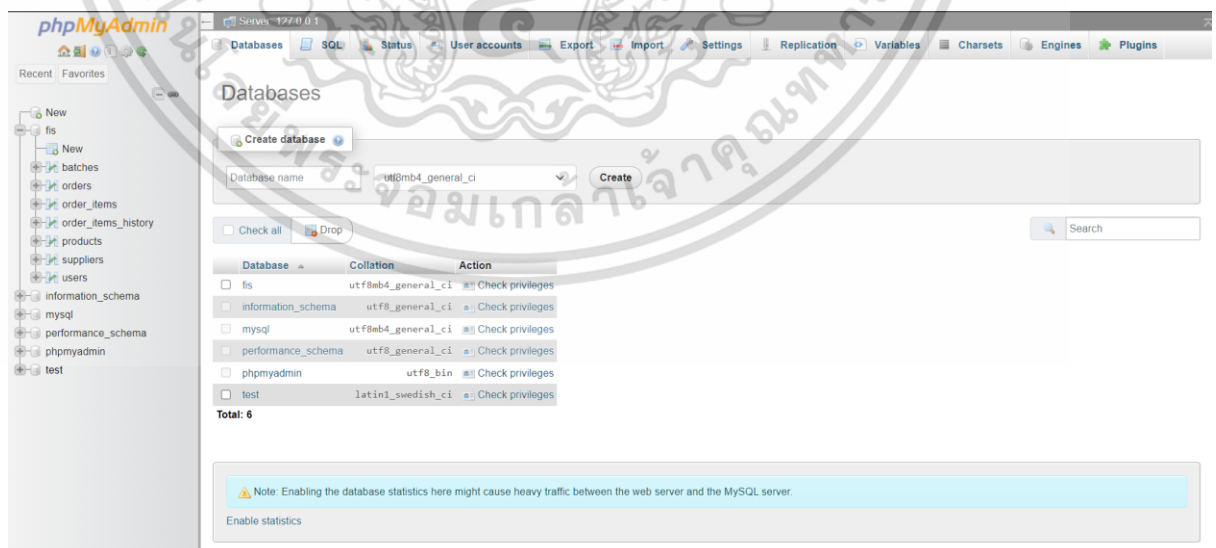 phpMyAdmin
Recent Favorites
New
fis
New
batches
orders
order_items
order_items_history
products
suppliers
users
information_schema
mysql
performance_schema
phpmyadmin
test
Server: 127.0.0.1
Databases SQL Status User accounts Export Import Settings Replication Variables Charsets Engines Plugins
Databases
Create database
Database name utf8mb4_general_ci Create
Check all Drop Search
Database Collation Action
fis utf8mb4_general_ci Check privileges
information_schema utf8_general_ci Check privileges
mysql utf8mb4_general_ci Check privileges
performance_schema utf8_general_ci Check privileges
phpmyadmin utf8_bin Check privileges
test latin1_swedish_ci Check privileges
Total: 6
Note: Enabling the database statistics here might cause heavy traffic between the web server and the MySQL server.
Enable statistics